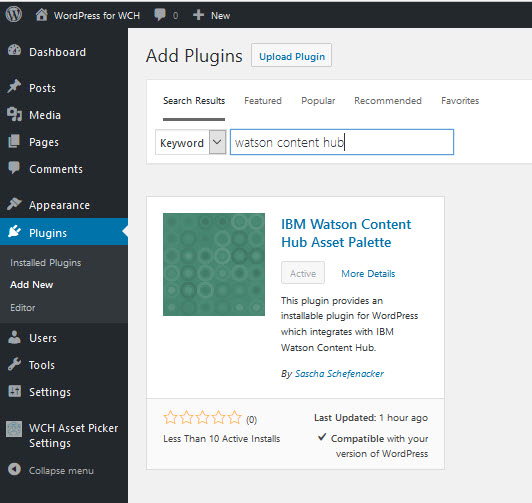 WordPress for WCH 0 + New
Dashboard
Posts
Media
Pages
Comments
Appearance
Plugins
Installed Plugins
Add New
Editor
Users
Tools
Settings
WCH Asset Picker
Settings
Collapse menu
Add Plugins Upload Plugin
Search Results Featured Popular Recommended Favorites
Keyword watson content hub
IBM Watson Content
Hub Asset Palette
Active More Details
This plugin provides an
installable plugin for WordPress
which integrates with IBM
Watson Content Hub.
By Sascha Schefenacker
(0)
Less Than 10 Active Installs
Last Updated: 1 hour ago
Compatible with your
version of WordPress